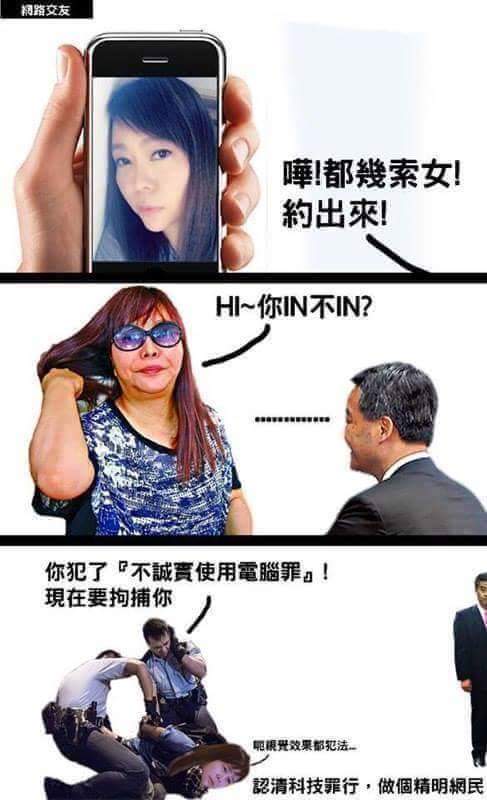 網路交友
嘩!都幾索女!
約出來!
HI~你IN不IN?
.............
你犯了『不誠實使用電腦罪』!
現在要拘捕你
呃視覺效果都犯法...
認清科技罪行，做個精明網民